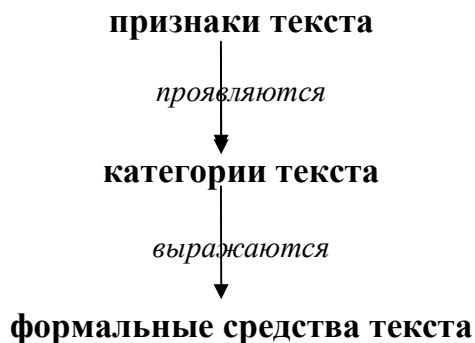 признаки текста
проявляются
категории текста
выражаются
формальные средства текста